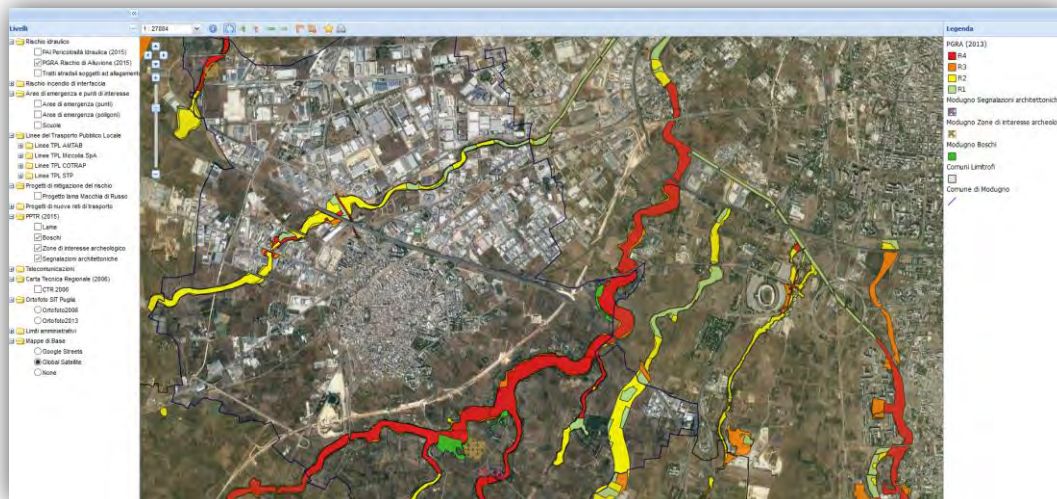 1: 27884
Livelli
Rischio idraulico
PAI Pericolosità Idraulica (2015)
PGRA Rischio di Alluvione (2015)
Tratti stradali soggetti ad allagament
Rischio incendio di interfaccia
Aree di emergenza e punti di interesse
Aree di emergenza (punti)
Aree di emergenza (poligoni)
Scuole
Linee del Trasporto Pubblico Locale
Linee TPL AMTAB
Linee TPL Miccolis SpA
Linee TPL COTRAP
Linee TPL STP
Progetti di mitigazione del rischio
Progetto lama Macchia di Russo
Progetti di nuove reti di trasporto
PPTR (2015)
Lame
Boschi
Zone di interesse archeologico
Segnalazioni architettoniche
Telecomunicazioni
Carta Tecnica Regionale (2006)
CTR 2006
Ortofoto SIT Puglia
Ortofoto2006
Ortofoto2013
Limiti amministrativi
Mappe di Base
Google Streets
Global Satellite
None
Legenda
PGRA (2013)
R4
R3
R2
R1
Modugno Segnalazioni architettonich
Modugno Zone di interesse archeolo
Modugno Boschi
Comuni Limitrofi
Comune di Modugno